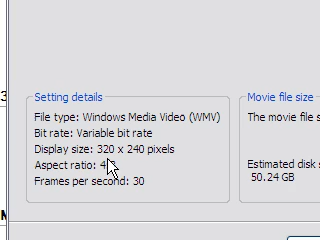 Setting details
File type: Windows Media Video (WMV)
Bit rate: Variable bit rate
Display size: 320 x 240 pixels
Aspect ratio: 4
Frames per second: 30
Movie file size
The movie file s
Estimated disk s
50.24 GB